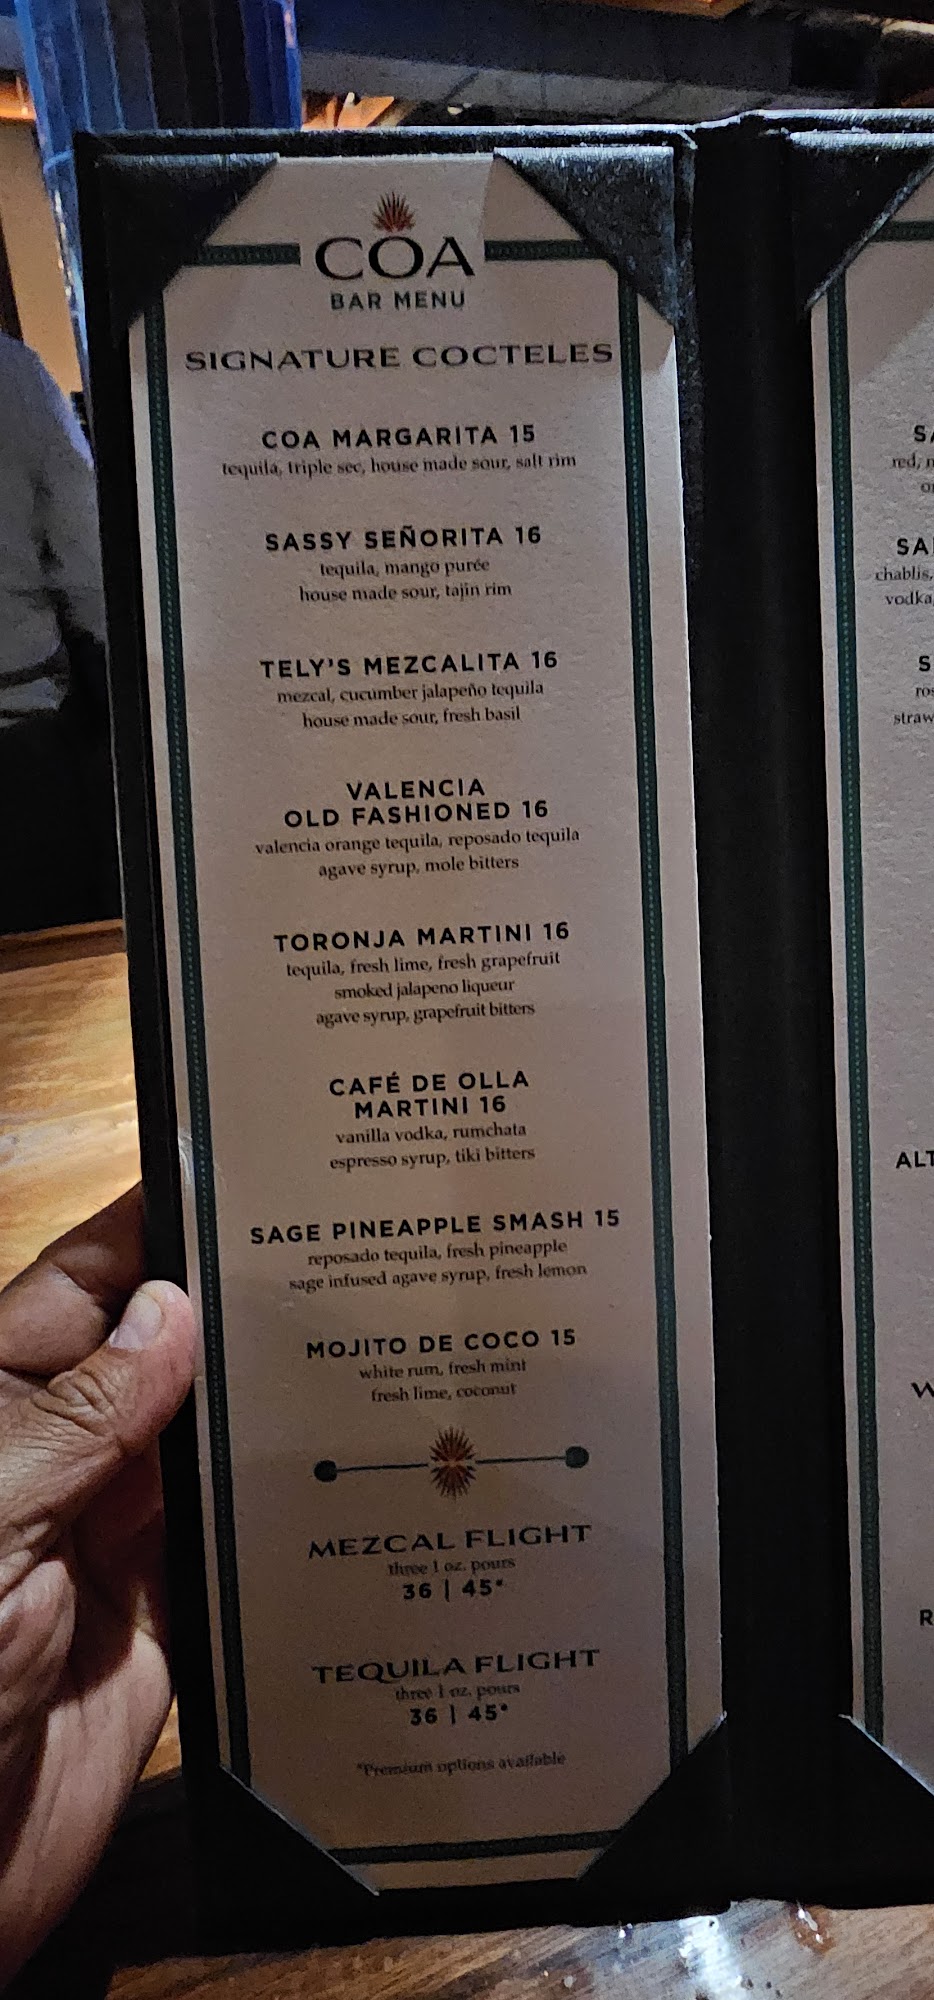 COA
BAR MENU
SIGNATURE COCTELES
COA MARGARITA 15
tequila, triple sec, house made sour, salt rim
SASSY SEÑORITA 16
tequila, mango purée
house made sour, tajin rim
TELY'S MEZCALITA 16
mezcal, cucumber jalapeño tequila
house made sour, fresh basil
VALENCIA
OLD FASHIONED 16
valencia orange tequila, reposado tequila
agave syrup, mole bitters
TORONJA MARTINI 16
tequila, fresh lime, fresh grapefruit
smoked jalapeno liqueur
agave syrup, grapefruit bitters
CAFÉ DE OLLA
MARTINI 16
vanilla vodka, rumchata
espresso syrup, tiki bitters
SAGE PINEAPPLE SMASH 15
reposado tequila, fresh pineapple
sage infused agave syrup, fresh lemon
MOJITO DE COCO 15
white rum, fresh mint
fresh lime, coconut
MEZCAL FLIGHT
three 1 oz. pours
36 | 45*
TEQUILA FLIGHT
three 1 oz. pours
36 | 45*
*Premium options available
red,
chablis,
vodka,